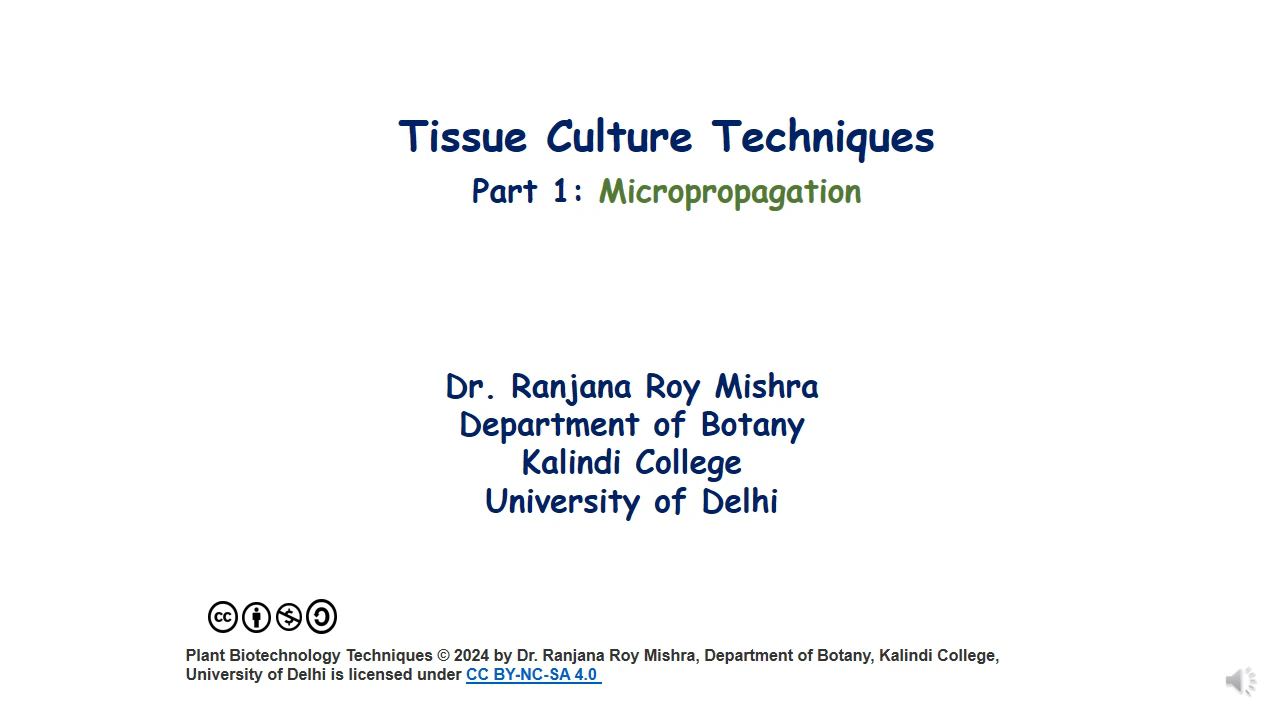 Tissue Culture Techniques
Part 1: Micropropagation
Dr. Ranjana Roy Mishra
Department of Botany
Kalindi College
University of Delhi
cc
Plant Biotechnology Techniques © 2024 by Dr. Ranjana Roy Mishra, Department of Botany, Kalindi College,
University of Delhi is licensed under CC BY-NC-SA 4.0